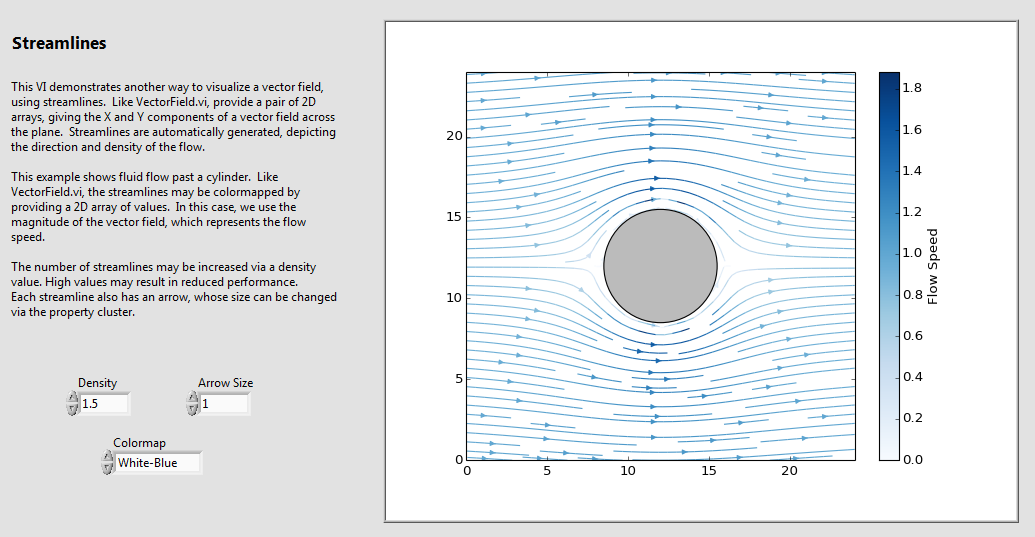 Streamlines
This VI demonstrates another way to visualize a vector field,
using streamlines. Like VectorField.vi, provide a pair of 2D
arrays, giving the X and Y components of a vector field across
the plane. Streamlines are automatically generated, depicting
the direction and density of the flow.
This example shows fluid flow past a cylinder. Like
VectorField.vi, the streamlines may be colormapped by
providing a 2D array of values. In this case, we use the
magnitude of the vector field, which represents the flow
speed.
The number of streamlines may be increased via a density
value. High values may result in reduced performance.
Each streamline also has an arrow, whose size can be changed
via the property cluster.
Density
1.5
Arrow Size
1
Colormap
White-Blue
20
15
10
5
0
0
5
10
15
20
1.8
1.6
1.4
1.2
1.0
0.8
0.6
0.4
0.2
0.0
Flow Speed